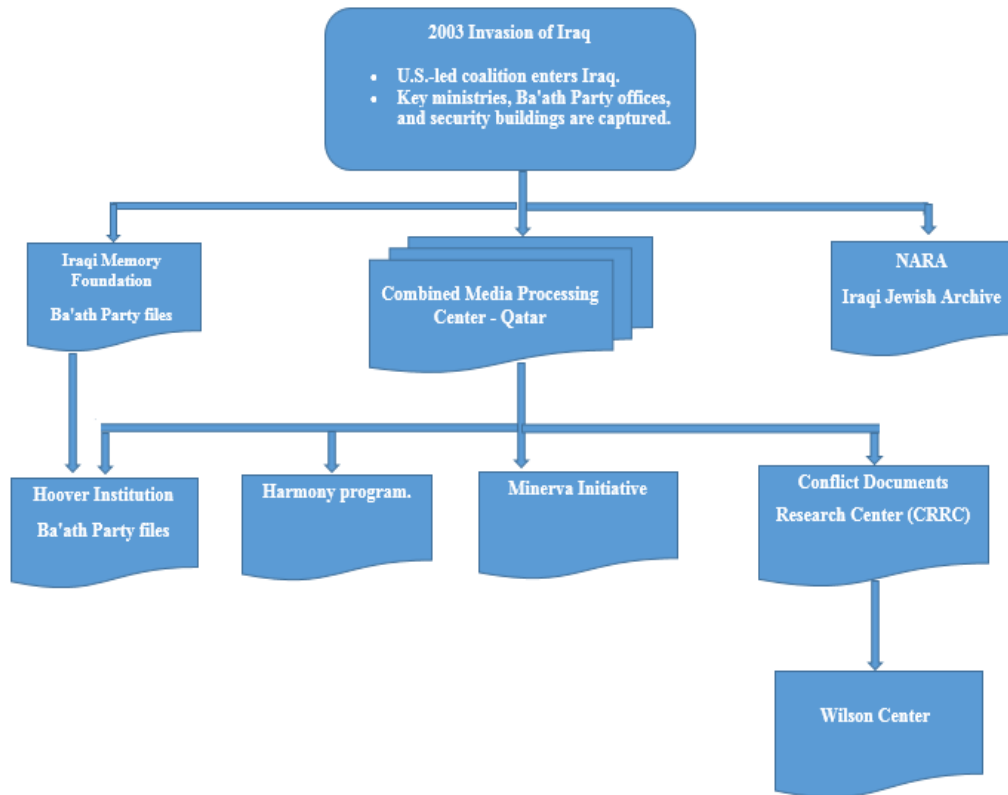 2003 Invasion of Iraq
• U.S.-led coalition enters Iraq.
• Key ministries, Ba'ath Party offices,
and security buildings are captured.
Iraqi Memory
Foundation
Ba'ath Party files
Combined Media Processing
Center - Qatar
NARA
Iraqi Jewish Archive
Hoover Institution
Ba'ath Party files
Harmony program.
Minerva Initiative
Conflict Documents
Research Center (CRRC)
Wilson Center